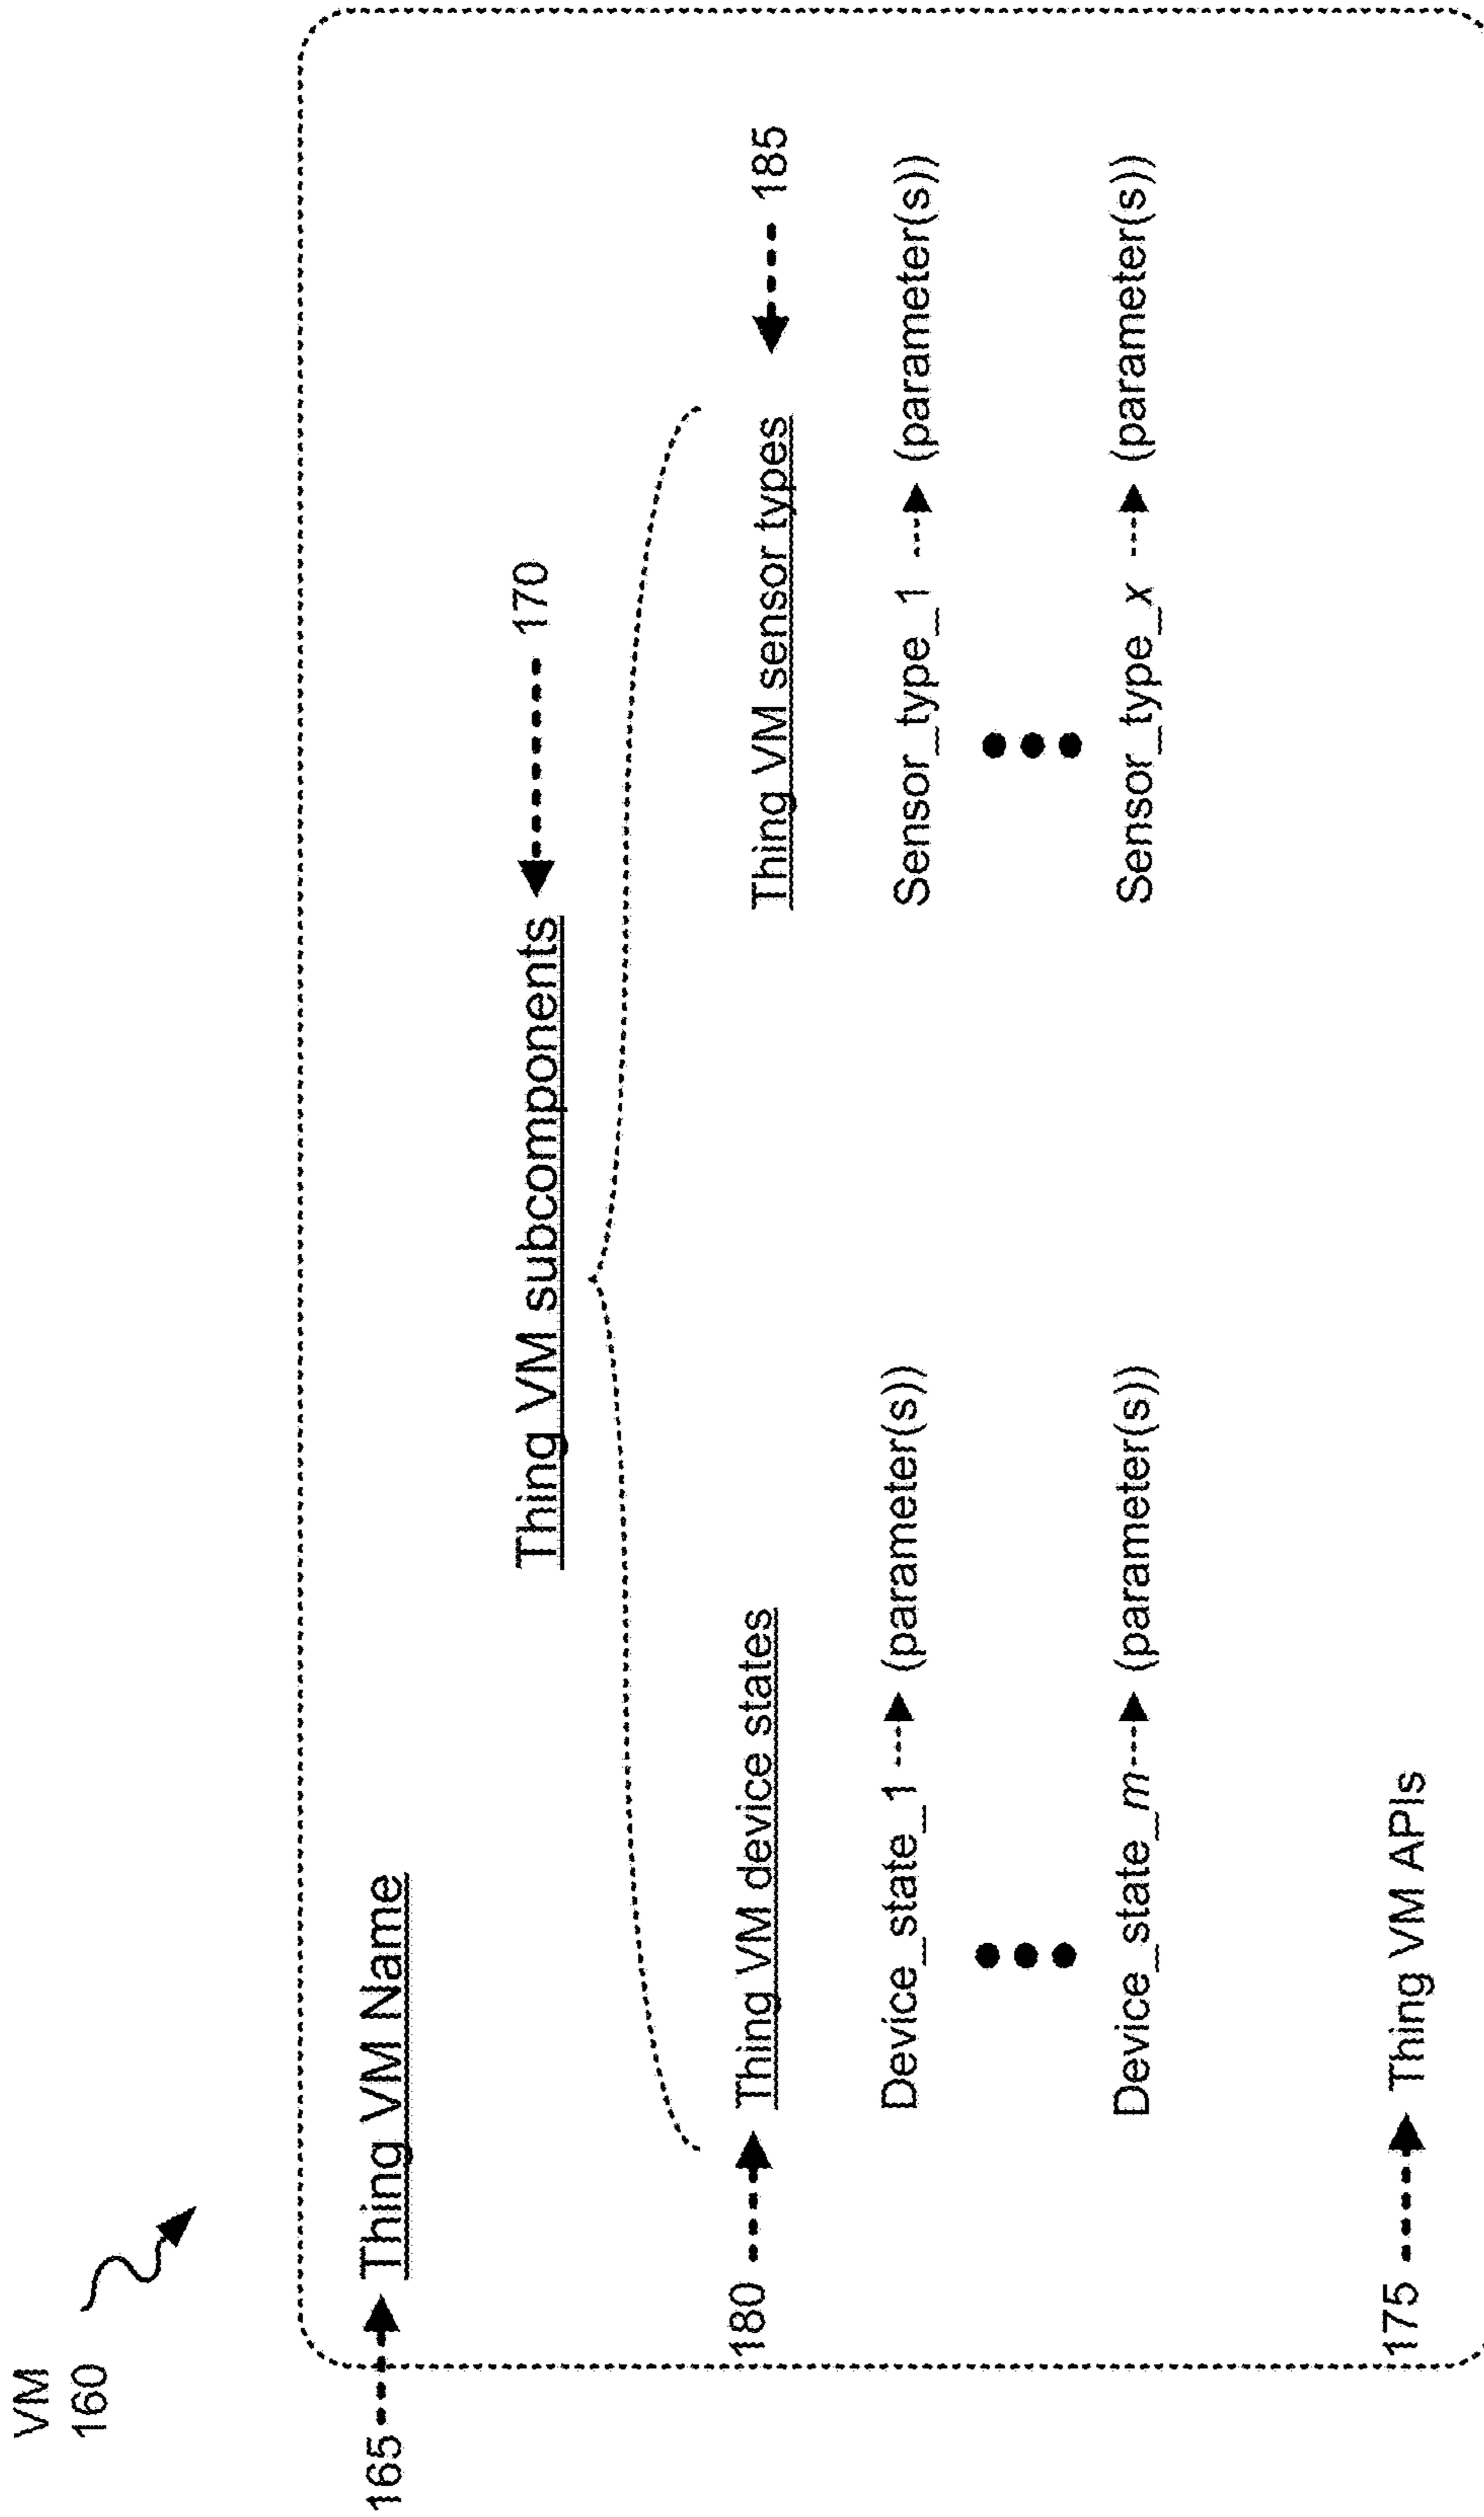 VM
160
165 Thing VM Name
Thing VM subcomponents 170
180 Thing VM device states
Thing VM sensor types 185
Device_state_1 (parameter(s))
Sensor_type_1 (parameter(s))
Device_state_m (parameter(s))
Sensor_type_x (parameter(s))
175 Thing VM APIs